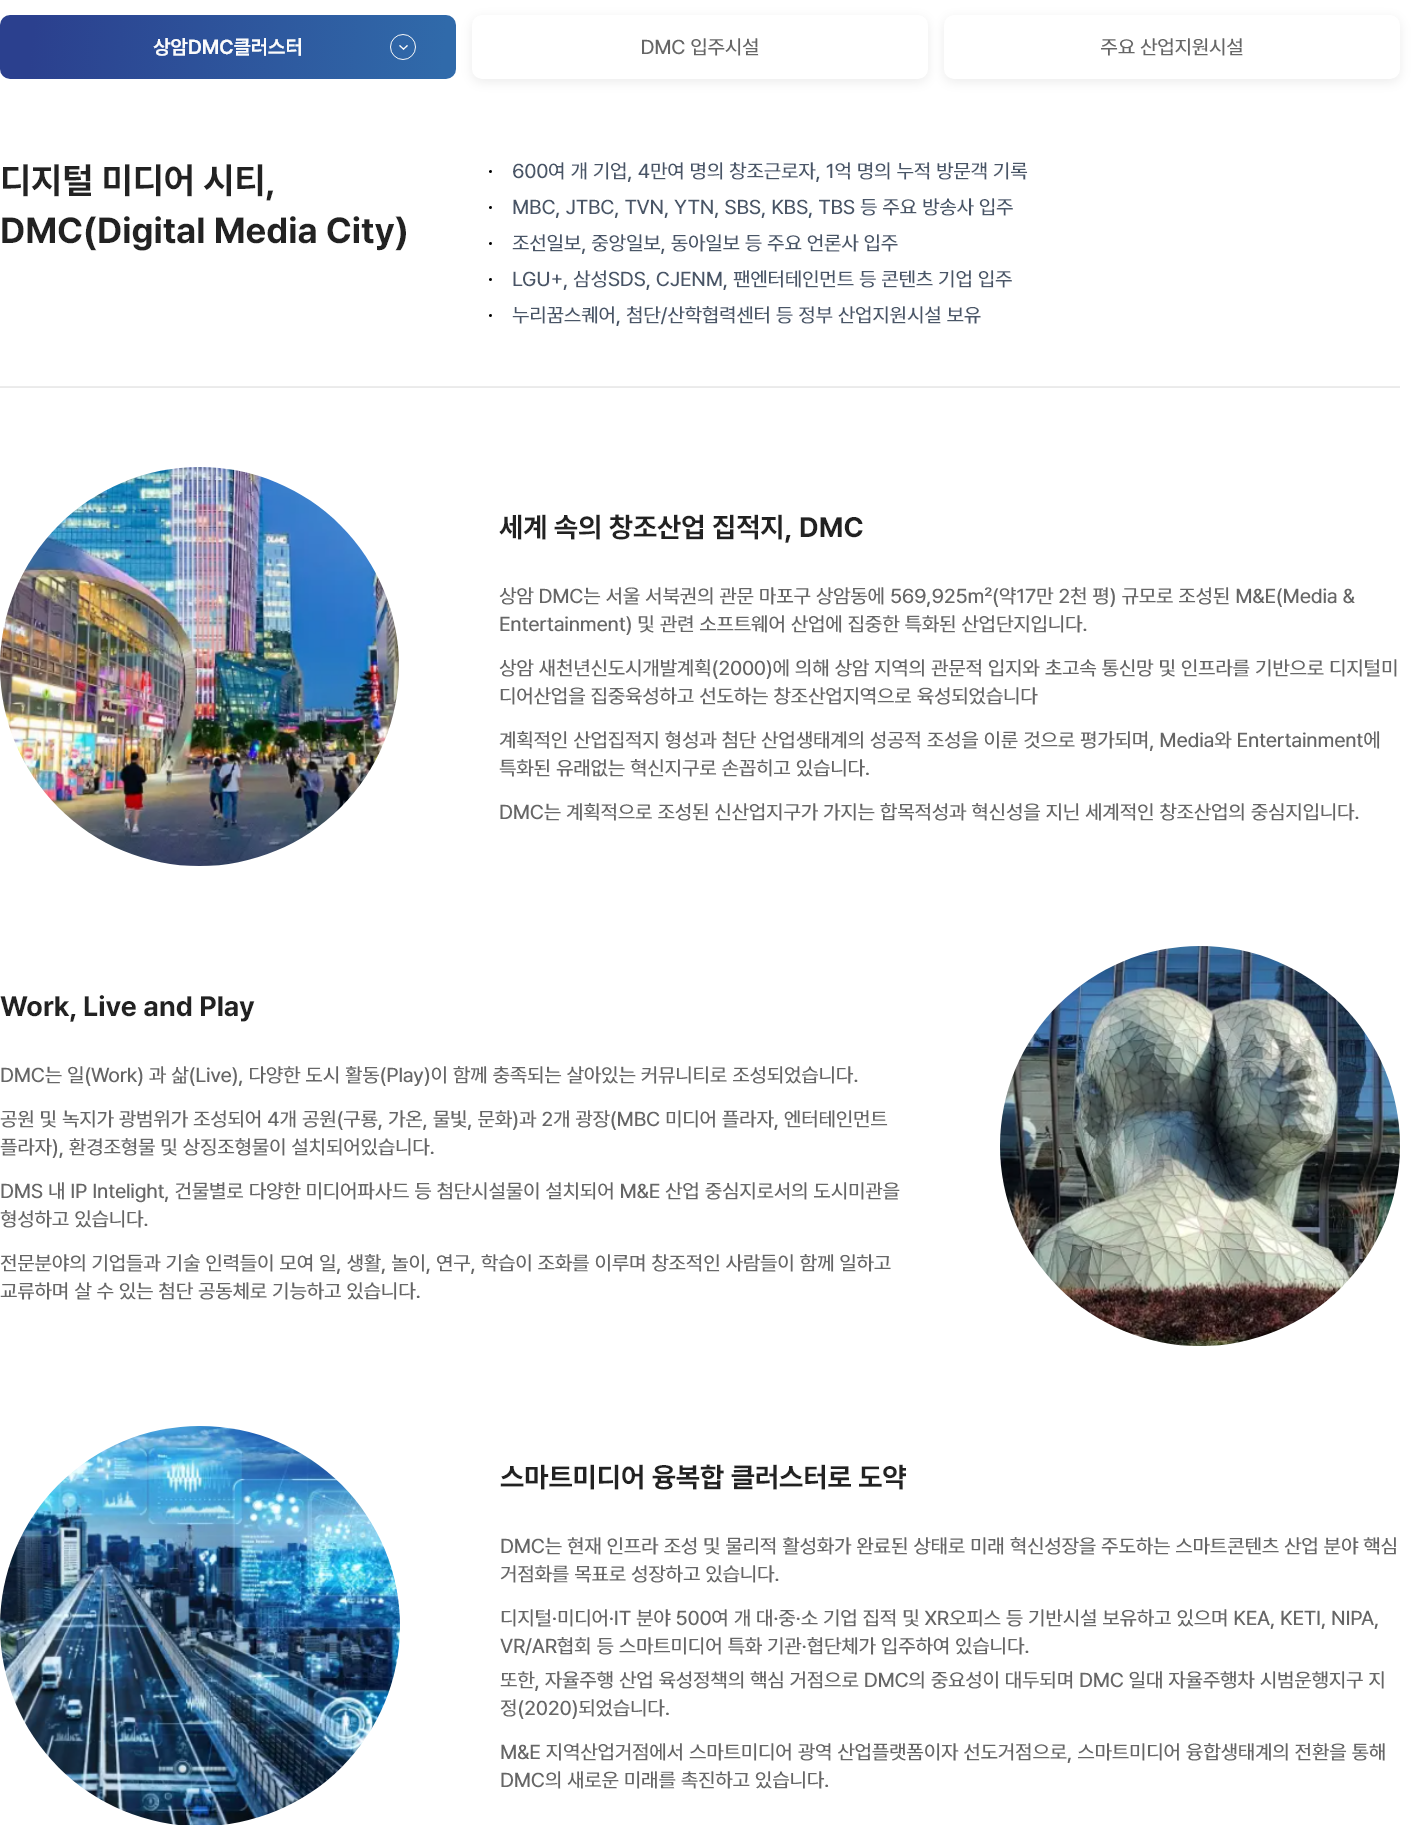 상암DMC클러스터
DMC 입주시설
주요 산업지원시설
디지털 미디어 시티,
DMC(Digital Media City)
· 600여 개 기업, 4만여 명의 창조근로자, 1억 명의 누적 방문객 기록
· MBC, JTBC, TVN, YTN, SBS, KBS, TBS 등 주요 방송사 입주
· 조선일보, 중앙일보, 동아일보 등 주요 언론사 입주
· LGU+, 삼성SDS, CJENM, 팬엔터테인먼트 등 콘텐츠 기업 입주
· 누리꿈스퀘어, 첨단/산학협력센터 등 정부 산업지원시설 보유
세계 속의 창조산업 집적지, DMC
상암 DMC는 서울 서북권의 관문 마포구 상암동에 569,925m²(약17만 2천 평) 규모로 조성된 M&E(Media &
Entertainment) 및 관련 소프트웨어 산업에 집중한 특화된 산업단지입니다.
상암 새천년신도시개발계획(2000)에 의해 상암 지역의 관문적 입지와 초고속 통신망 및 인프라를 기반으로 디지털미
디어산업을 집중육성하고 선도하는 창조산업지역으로 육성되었습니다
계획적인 산업집적지 형성과 첨단 산업생태계의 성공적 조성을 이룬 것으로 평가되며, Media와 Entertainment에
특화된 유래없는 혁신지구로 손꼽히고 있습니다.
DMC는 계획적으로 조성된 신산업지구가 가지는 합목적성과 혁신성을 지닌 세계적인 창조산업의 중심지입니다.
Work, Live and Play
DMC는 일(Work) 과 삶(Live), 다양한 도시 활동(Play)이 함께 충족되는 살아있는 커뮤니티로 조성되었습니다.
공원 및 녹지가 광범위가 조성되어 4개 공원(구룡, 가온, 물빛, 문화)과 2개 광장(MBC 미디어 플라자, 엔터테인먼트
플라자), 환경조형물 및 상징조형물이 설치되어있습니다.
DMS 내 IP Intelight, 건물별로 다양한 미디어파사드 등 첨단시설물이 설치되어 M&E 산업 중심지로서의 도시미관을
형성하고 있습니다.
전문분야의 기업들과 기술 인력들이 모여 일, 생활, 놀이, 연구, 학습이 조화를 이루며 창조적인 사람들이 함께 일하고
교류하며 살 수 있는 첨단 공동체로 기능하고 있습니다.
스마트미디어 융복합 클러스터로 도약
DMC는 현재 인프라 조성 및 물리적 활성화가 완료된 상태로 미래 혁신성장을 주도하는 스마트콘텐츠 산업 분야 핵심
거점화를 목표로 성장하고 있습니다.
디지털·미디어·IT 분야 500여 개 대·중·소 기업 집적 및 XR오피스 등 기반시설 보유하고 있으며 KEA, KETI, NIPA,
VR/AR협회 등 스마트미디어 특화 기관·협단체가 입주하여 있습니다.
또한, 자율주행 산업 육성정책의 핵심 거점으로 DMC의 중요성이 대두되며 DMC 일대 자율주행차 시범운행지구 지
정(2020)되었습니다.
M&E 지역산업거점에서 스마트미디어 광역 산업플랫폼이자 선도거점으로, 스마트미디어 융합생태계의 전환을 통해
DMC의 새로운 미래를 촉진하고 있습니다.